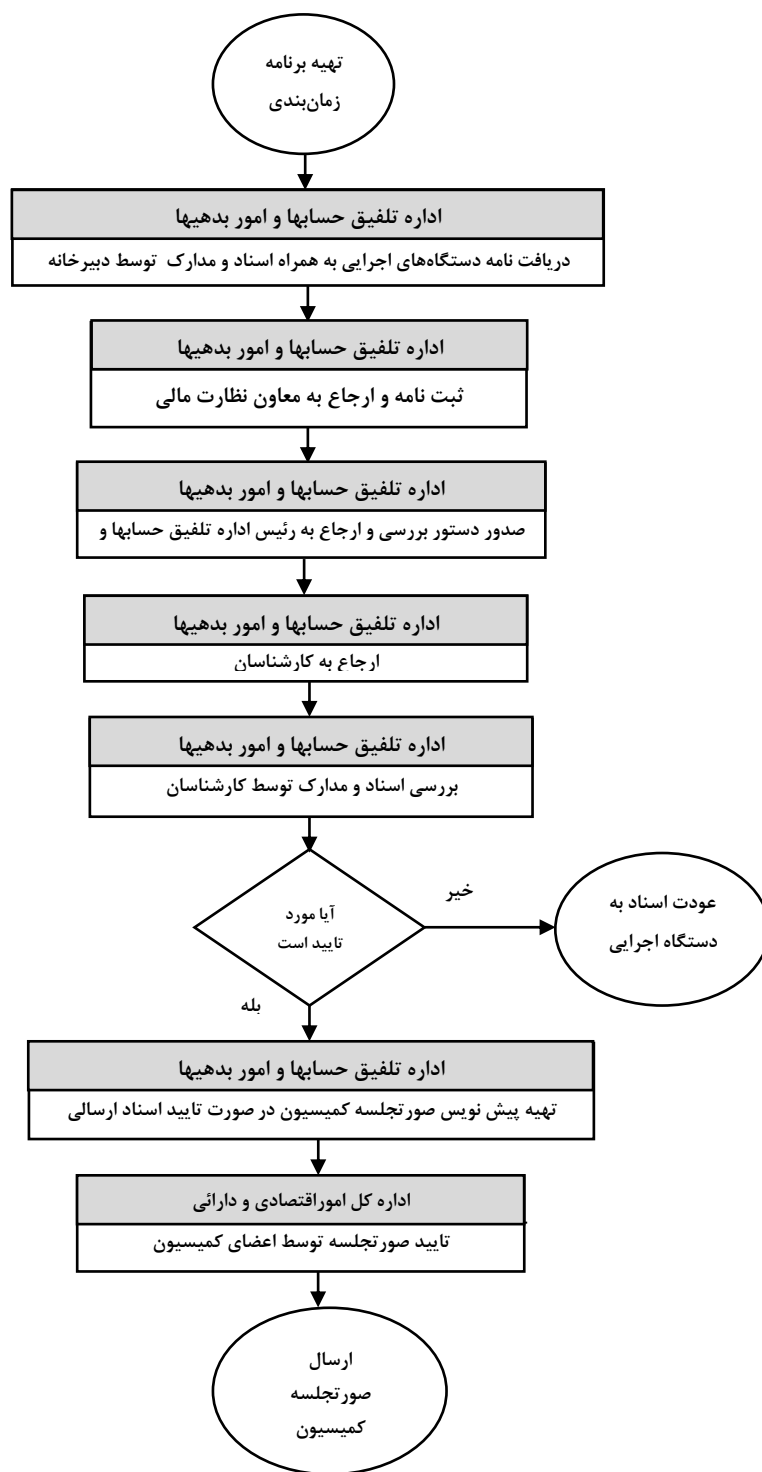 تهیه برنامه
زمان‌بندی
اداره تلفیق حسابها و امور بدهیها
دریافت نامه دستگاه‌های اجرایی به همراه اسناد و مدارک توسط دبیرخانه
اداره تلفیق حسابها و امور بدهیها
ثبت نامه و ارجاع به معاون نظارت مالی
اداره تلفیق حسابها و امور بدهیها
صدور دستور بررسی و ارجاع به رئیس اداره تلفیق حسابها و
اداره تلفیق حسابها و امور بدهیها
ارجاع به کارشناسان
اداره تلفیق حسابها و امور بدهیها
بررسی اسناد و مدارک توسط کارشناسان
آیا مورد
تایید است
خیر
عودت اسناد به
دستگاه اجرایی
بله
اداره تلفیق حسابها و امور بدهیها
تهیه پیش نویس صورتجلسه کمیسیون در صورت تایید اسناد ارسالی
اداره کل اموراقتصادی و دارائی
تایید صورتجلسه توسط اعضای کمیسیون
ارسال
صورتجلسه
کمیسیون